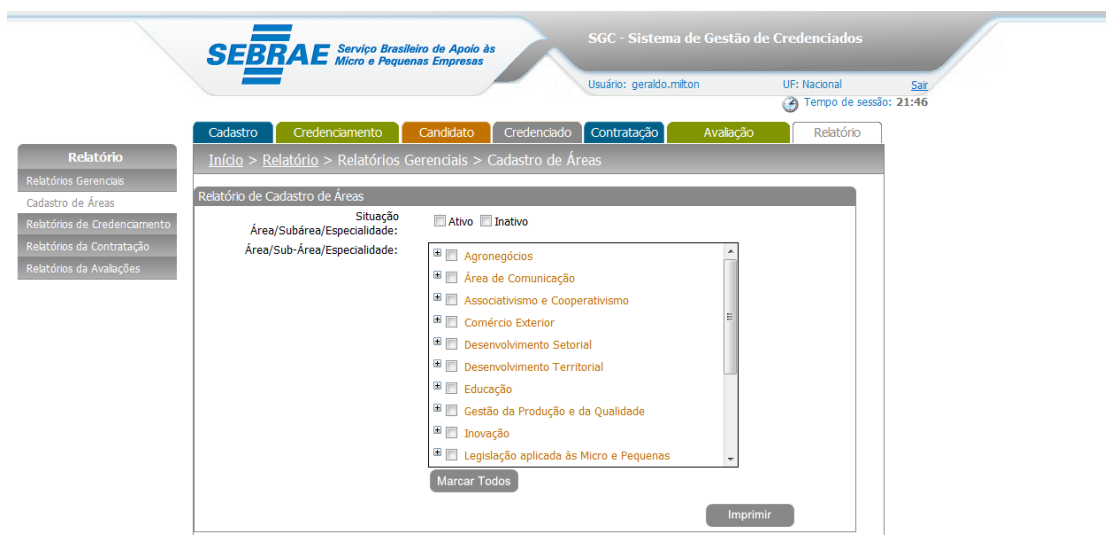 SEBRAE
Serviço Brasileiro de Apoio às
Micro e Pequenas Empresas
SGC - Sistema de Gestão de Credenciados
Usuário: geraldo.milton
UF: Nacional
Sair
Tempo de sessão: 21:46
Cadastro
Credenciamento
Candidato
Credenciado
Contratação
Avaliação
Relatório
Relatório
Relatórios Gerenciais
Cadastro de Áreas
Relatórios de Credenciamento
Relatórios da Contratação
Relatórios da Avaliações
Início > Relatório > Relatórios Gerenciais > Cadastro de Áreas
Relatório de Cadastro de Áreas
Situação
Área/Subárea/Especialidade:
Ativo
Inativo
Área/Sub-Área/Especialidade:
Agronegócios
Área de Comunicação
Associativismo e Cooperativismo
Comércio Exterior
Desenvolvimento Setorial
Desenvolvimento Territorial
Educação
Gestão da Produção e da Qualidade
Inovação
Legislação aplicada às Micro e Pequenas
Marcar Todos
Imprimir